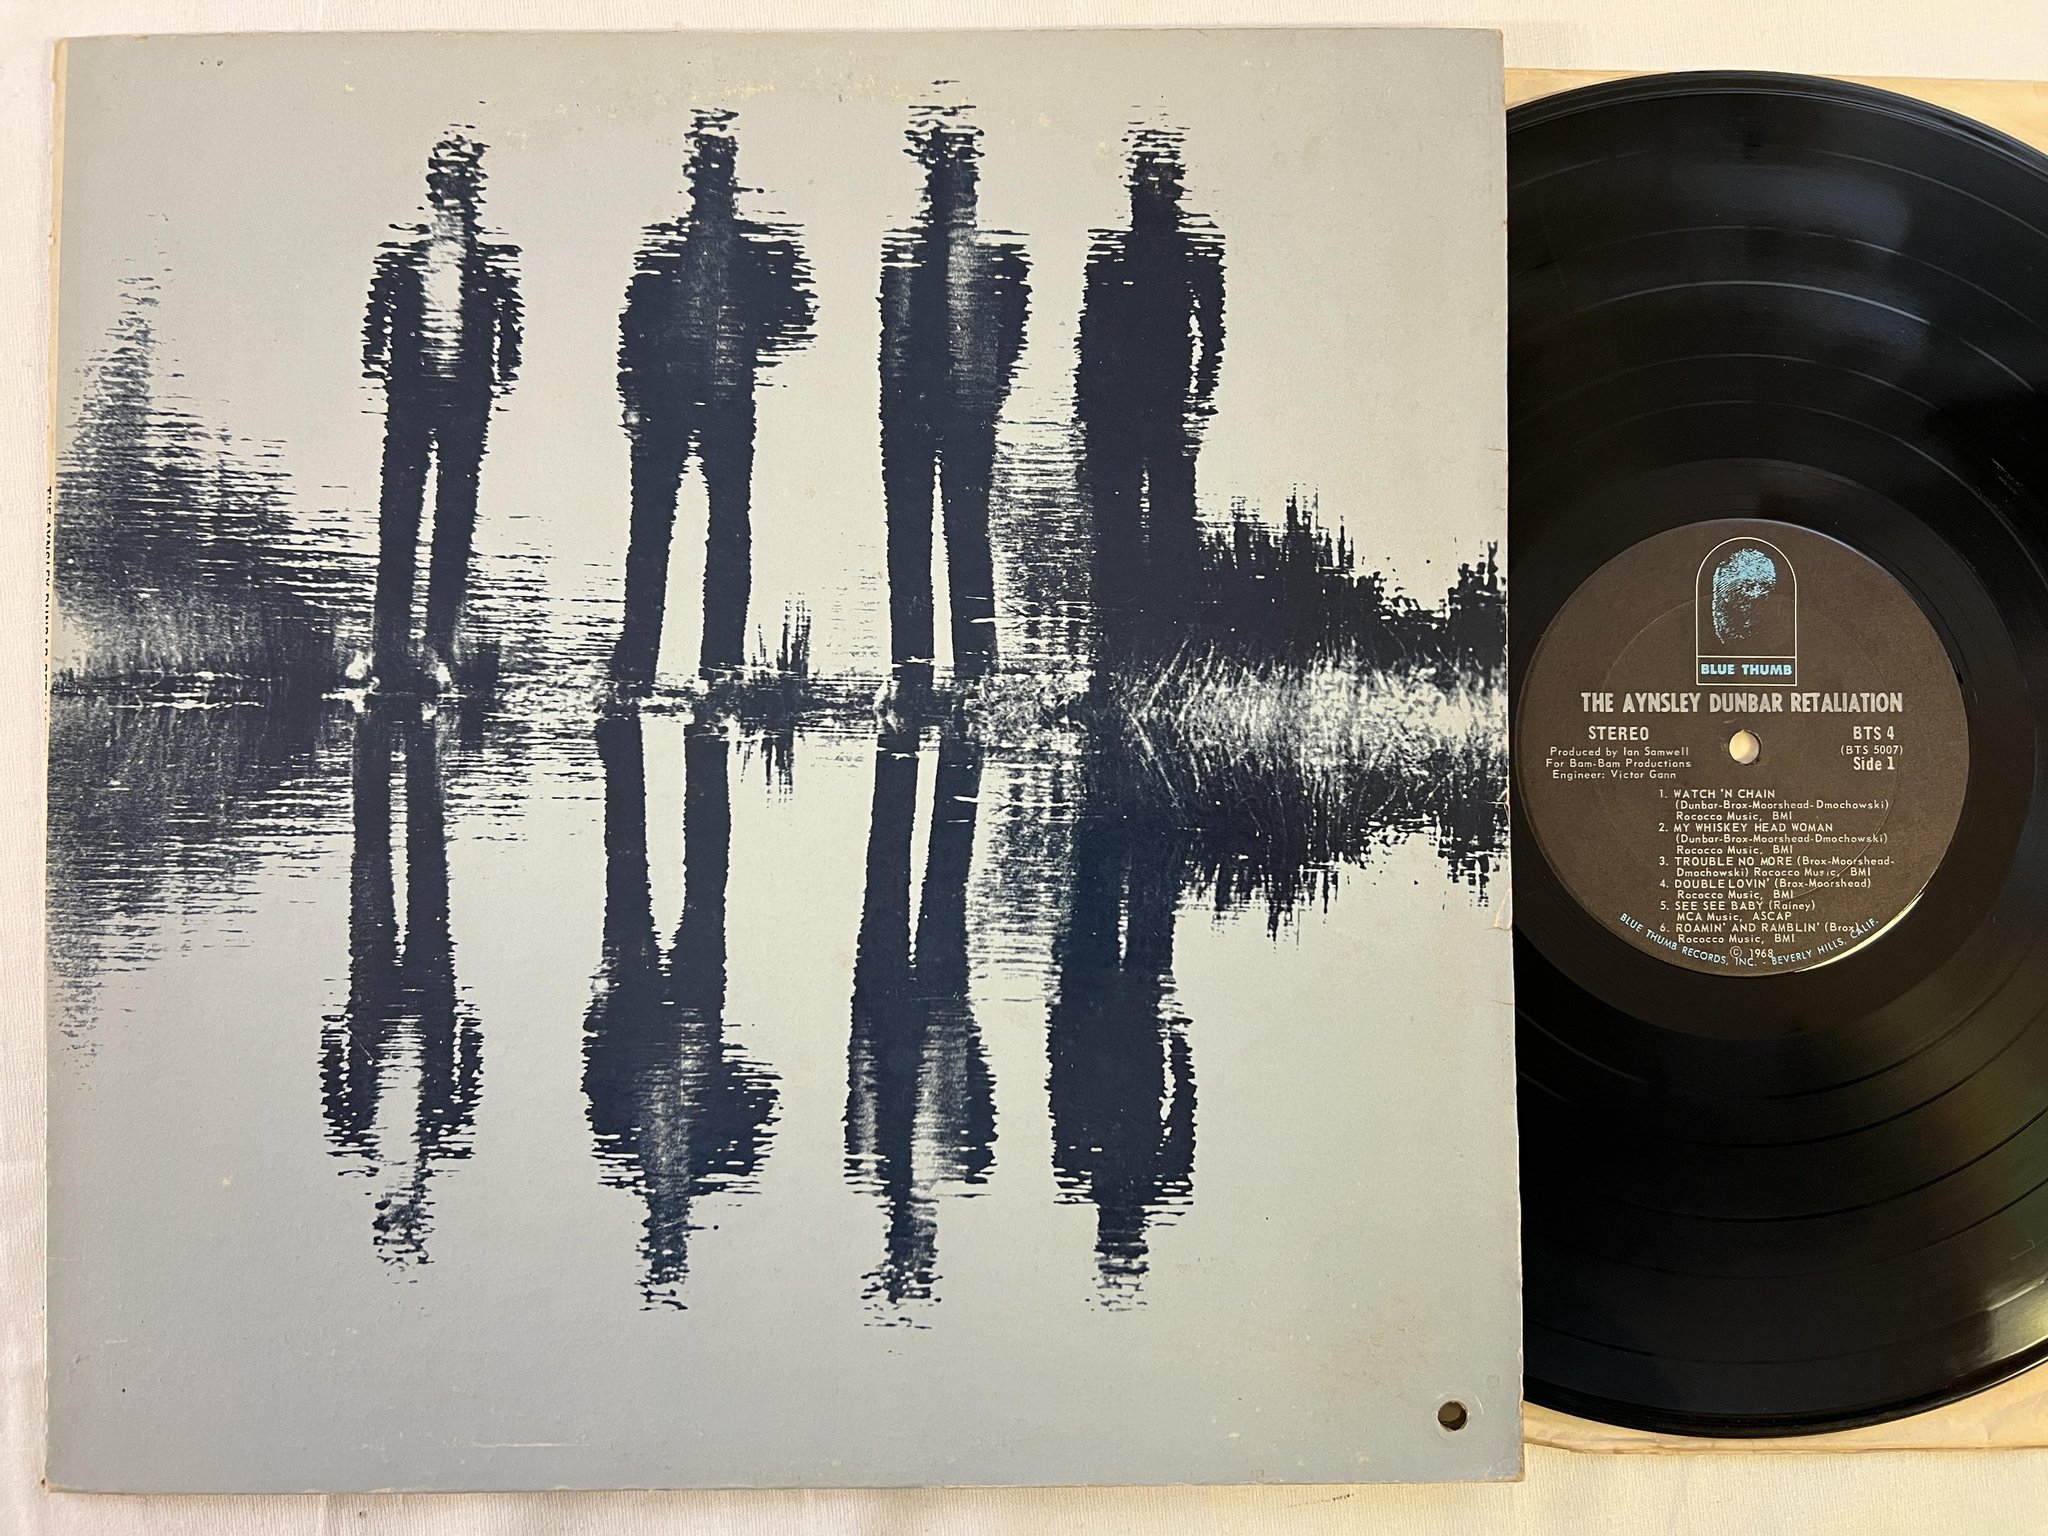 THE AYNSLEY DUNBAR
BLUE THUMB
THE AYNSLEY DUNBAR RETALIATION
STEREO
BTS 4
Produced by Ian Samwell
(BTS 5007)
For Bam-Bam Productions
Side 1
Engineer: Victor Gann
1. WATCH 'N CHAIN
(Dunbar-Brox-Moorshead-Dmochowski)
Rococco Music, BMI
2. MY WHISKEY HEAD WOMAN
(Dunbar-Brox-Moorshead-Dmochowski)
Rococco Music, BMI
3. TROUBLE NO MORE (Brox-Moorshead-
Dmochowski) Rococco Music, BMI
4. DOUBLE LOVIN' (Brox-Moorshead)
Rococco Music, BMI
5. SEE SEE BABY (Rainey)
MCA Music, ASCAP
6. ROAMIN' AND RAMBLIN' (Brox)
Rococco Music, BMI
© 1968
BLUE THUMB RECORDS, INC. - BEVERLY HILLS, CALIF.